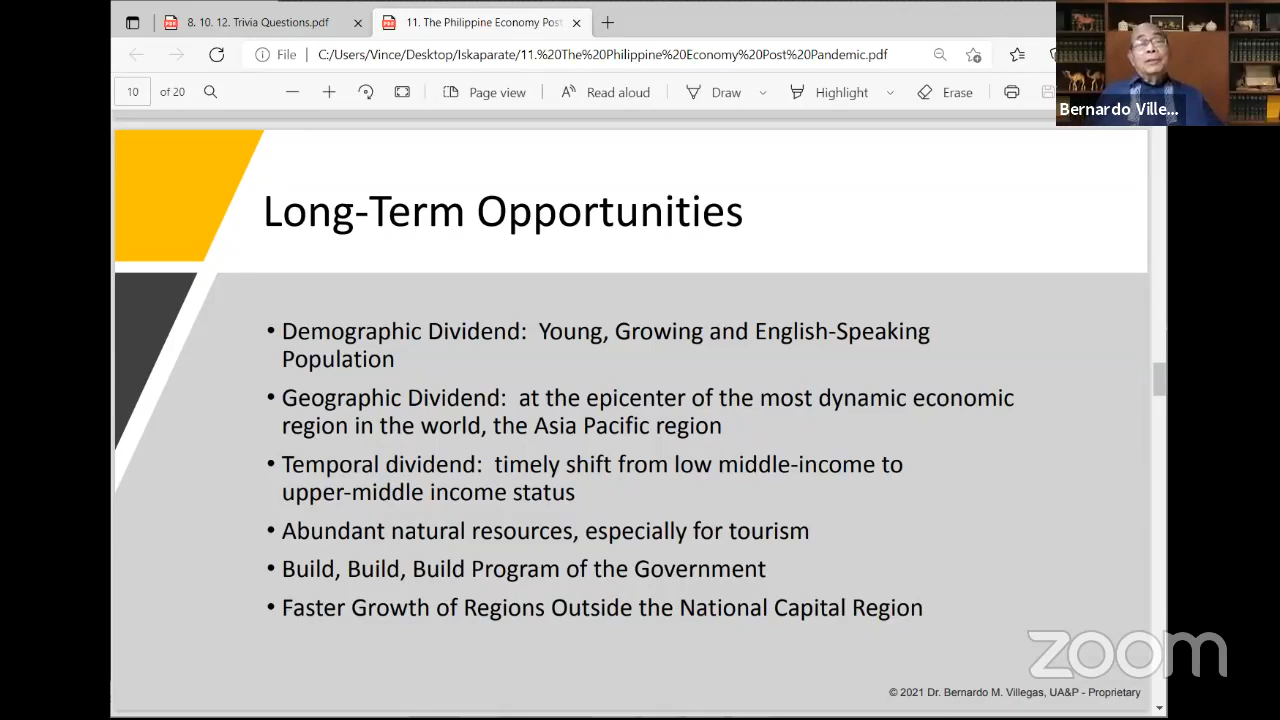 8. 10. 12. Trivia Questions.pdf
11. The Philippine Economy Post
File
C:/Users/Vince/Desktop/Iskaparate/11.%20The%20Philippine%20Economy%20Post%20Pandemic.pdf
10 of 20
Page view
Read aloud
Draw
Highlight
Erase
Bernardo Ville...
Long-Term Opportunities
• Demographic Dividend: Young, Growing and English-Speaking
Population
• Geographic Dividend: at the epicenter of the most dynamic economic
region in the world, the Asia Pacific region
• Temporal dividend: timely shift from low middle-income to
upper-middle income status
• Abundant natural resources, especially for tourism
• Build, Build, Build Program of the Government
• Faster Growth of Regions Outside the National Capital Region
zoom
© 2021 Dr. Bernardo M. Villegas, UA&P - Proprietary